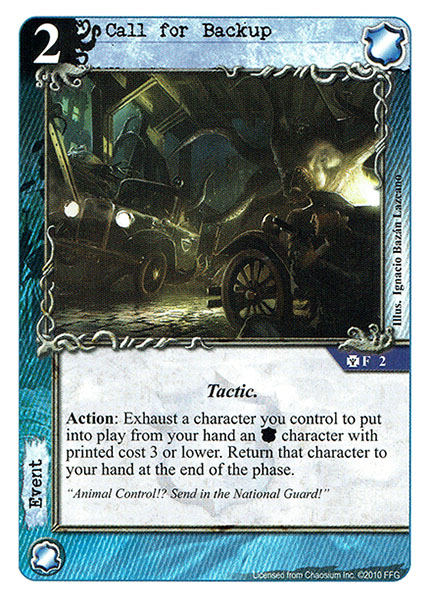 2
Call for Backup
Illus. Ignacio Bazán Lazcano
F 2
Tactic.
Action: Exhaust a character you control to put
into play from your hand an character with
printed cost 3 or lower. Return that character to
your hand at the end of the phase.
"Animal Control!? Send in the National Guard!"
Event
Licensed from Chaosium Inc. ©2010 FFG